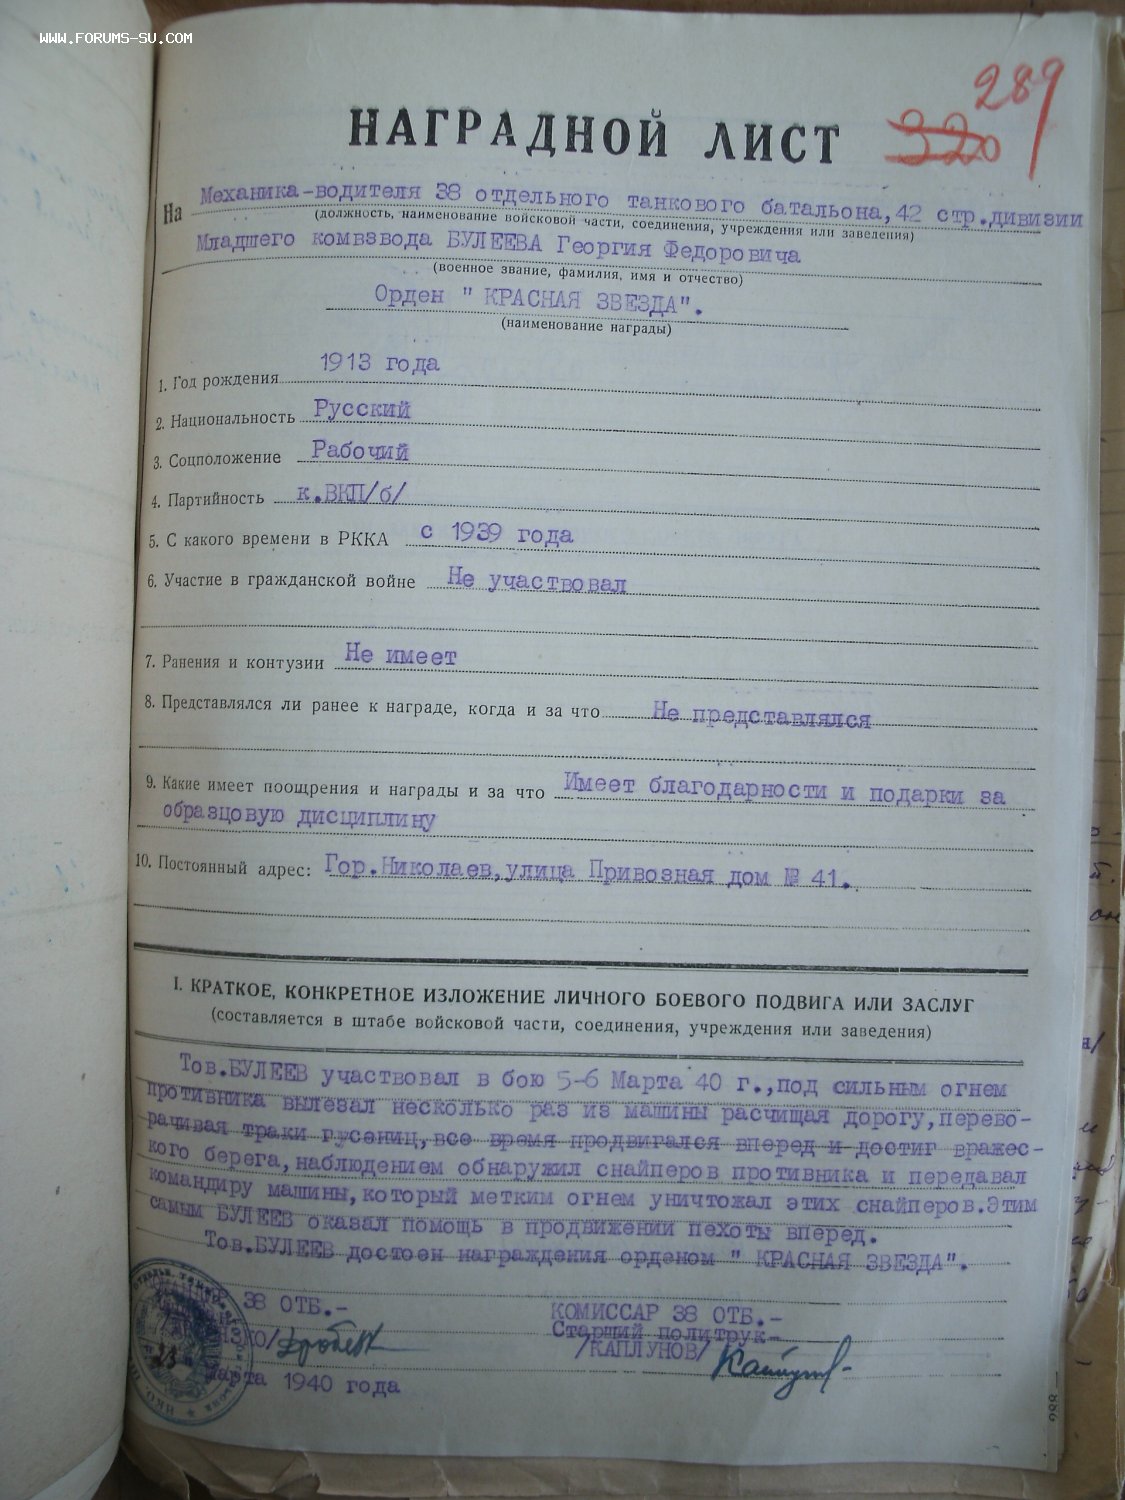 WWW.FORUMS-SU.COM
289
320
НАГРАДНОЙ ЛИСТ
На Механика-водителя 38 отдельного танкового батальона, 42 стр.дивизии
(должность, наименование войсковой части, соединения, учреждения или заведения)
Младшего комвзвода БУЛЕЕВА Георгия Федоровича
(военное звание, фамилия, имя и отчество)
Орден " КРАСНАЯ ЗВЕЗДА".
(наименование награды)
1. Год рождения 1913 года
2. Национальность Русский
3. Соцположение Рабочий
4. Партийность к.ВКП/б/
5. С какого времени в РККА с 1939 года
6. Участие в гражданской войне Не участвовал
7. Ранения и контузии Не имеет
8. Представлялся ли ранее к награде, когда и за что Не представлялся
9. Какие имеет поощрения и награды и за что Имеет благодарности и подарки за
образцовую дисциплину
10. Постоянный адрес: Гор.Николаев,улица Привозная дом № 41.
I. КРАТКОЕ, КОНКРЕТНОЕ ИЗЛОЖЕНИЕ ЛИЧНОГО БОЕВОГО ПОДВИГА ИЛИ ЗАСЛУГ
(составляется в штабе войсковой части, соединения, учреждения или заведения)
Тов.БУЛЕЕВ участвовал в бою 5-6 Марта 40 г.,под сильным огнем
противника вылезал несколько раз из машины расчищая дорогу,перево-
рачивая траки гусениц,все время продвигался вперед и достиг вражес-
кого берега,наблюдением обнаружил снайперов противника и передавал
командиру машины,который метким огнем уничтожал этих снайперов.Этим
самым БУЛЕЕВ оказал помощь в продвижении пехоты вперед.
Тов.БУЛЕЕВ достоен награждения орденом " КРАСНАЯ ЗВЕЗДА".
КОМАНДИР 38 ОТБ.-
КОМИССАР 38 ОТБ.-
Старший политрук-
/КАПЛУНОВ/
23
марта 1940 года
288